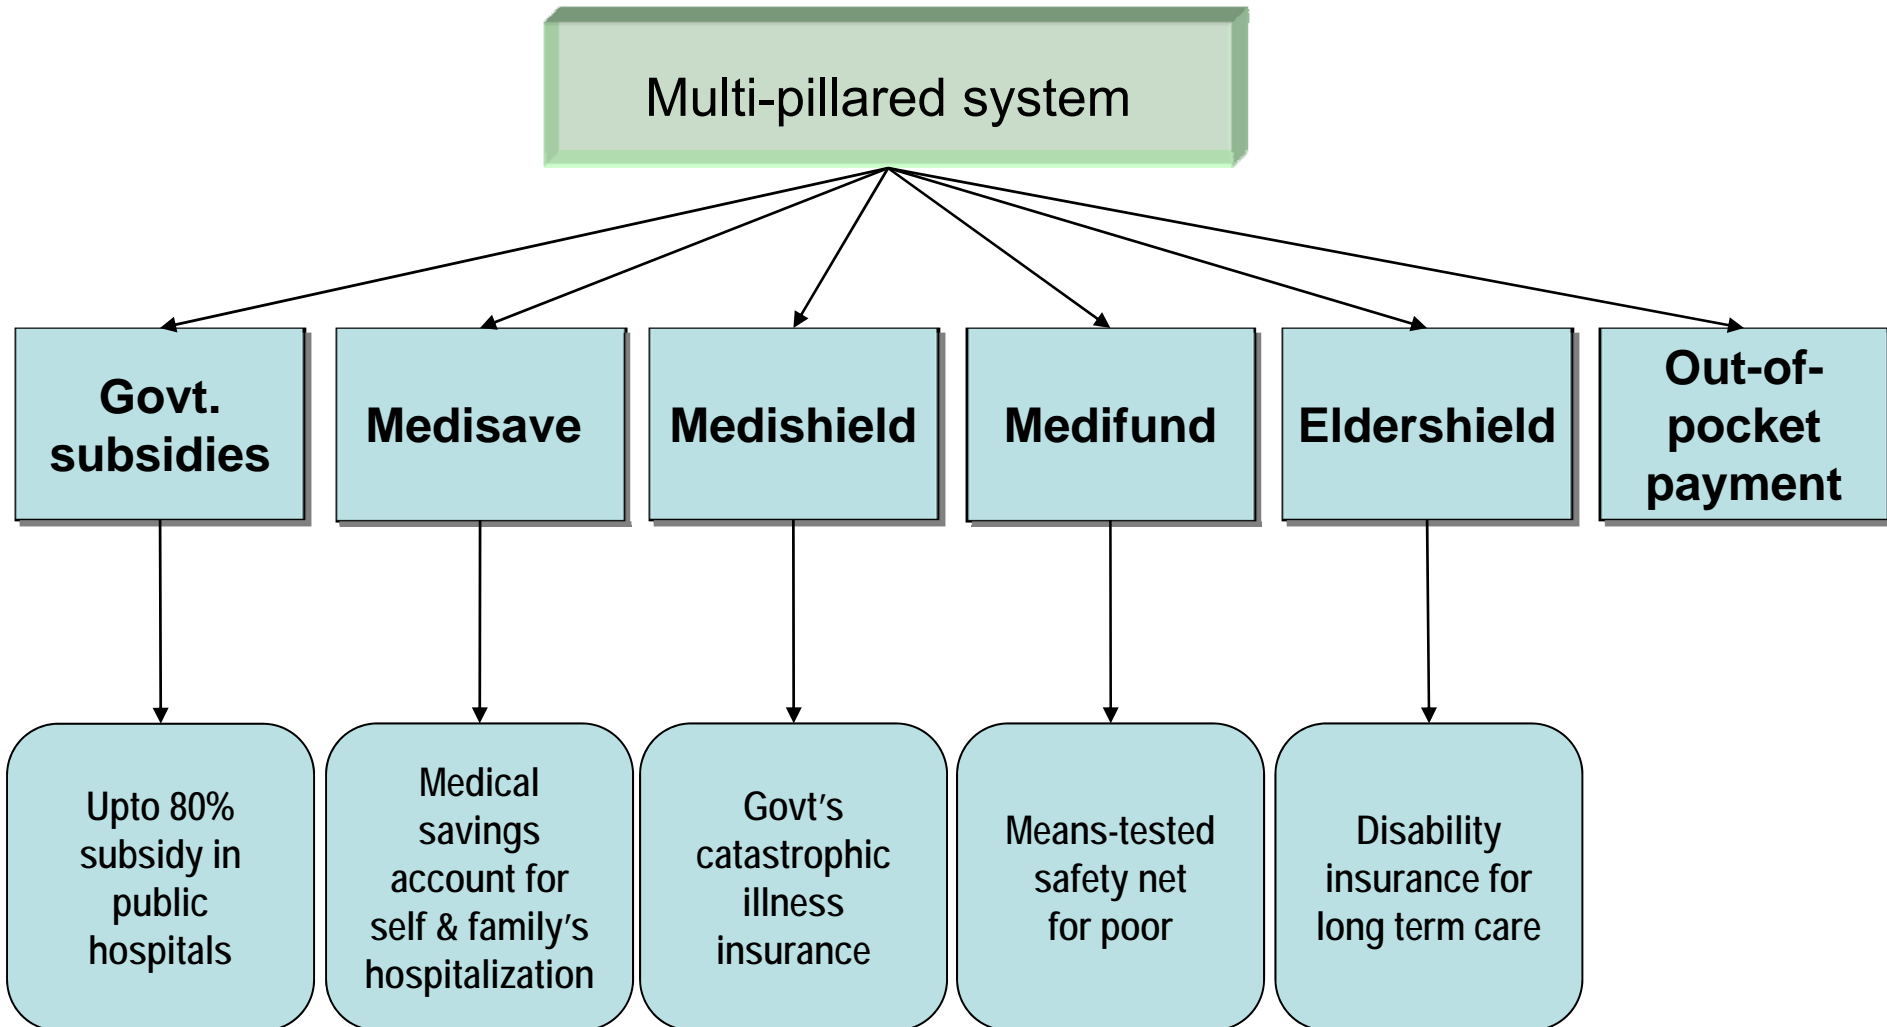 Multi-pillared system
Govt.
subsidies
Medisave
Medishield
Medifund
Eldershield
Out-of-
pocket
payment
Upto 80%
subsidy in
public
hospitals
Medical
savings
account for
self & family's
hospitalization
Govt's
catastrophic
illness
insurance
Means-tested
safety net
for poor
Disability
insurance for
long term care